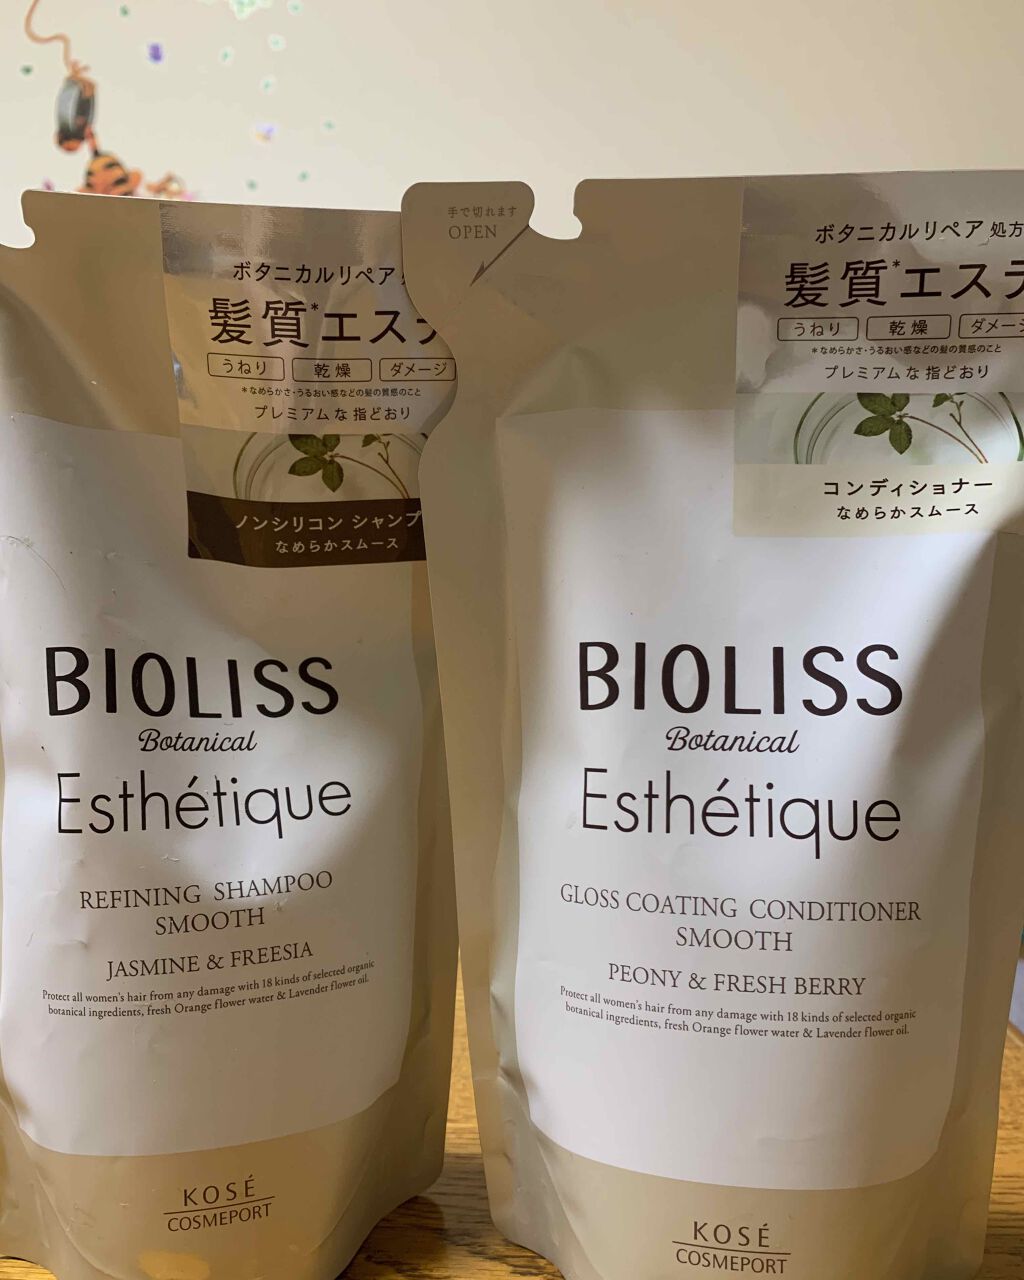 ボタニカルリペア
髪質*エステ
うねり 乾燥 ダメージ
*なめらかさ・うるおい感などの髪の質感のこと
プレミアムな 指どおり
ノンシリコン シャンプ
なめらかスムース
BIOLISS
Botanical
Esthétique
REFINING SHAMPOO
SMOOTH
JASMINE & FREESIA
Protect all women's hair from any damage with 18 kinds of selected organic
botanical ingredients, fresh Orange flower water & Lavender flower oil.
KOSÉ
COSMEPORT
手で切れます
OPEN
ボタニカルリペア 処方
髪質*エステ
うねり 乾燥 ダメージ
*なめらかさ・うるおい感などの髪の質感のこと
プレミアムな 指どおり
コンディショナー
なめらかスムース
BIOLISS
Botanical
Esthétique
GLOSS COATING CONDITIONER
SMOOTH
PEONY & FRESH BERRY
Protect all women's hair from any damage with 18 kinds of selected organic
botanical ingredients, fresh Orange flower water & Lavender flower oil.
KOSÉ
COSMEPORT